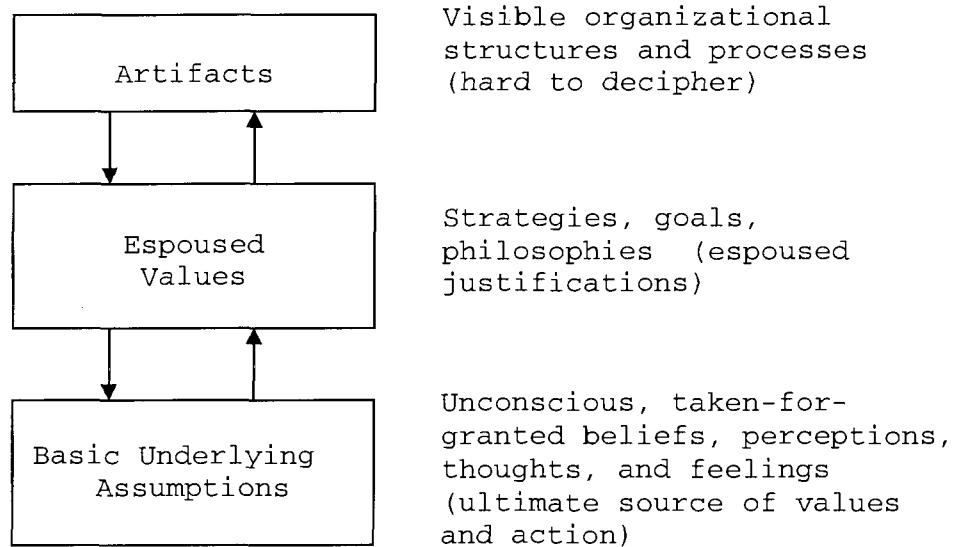 Artifacts
Visible organizational
structures and processes
(hard to decipher)
Espoused
Values
Strategies, goals,
philosophies (espoused
justifications)
Basic Underlying
Assumptions
Unconscious, taken-for-
granted beliefs, perceptions,
thoughts, and feelings
(ultimate source of values
and action)